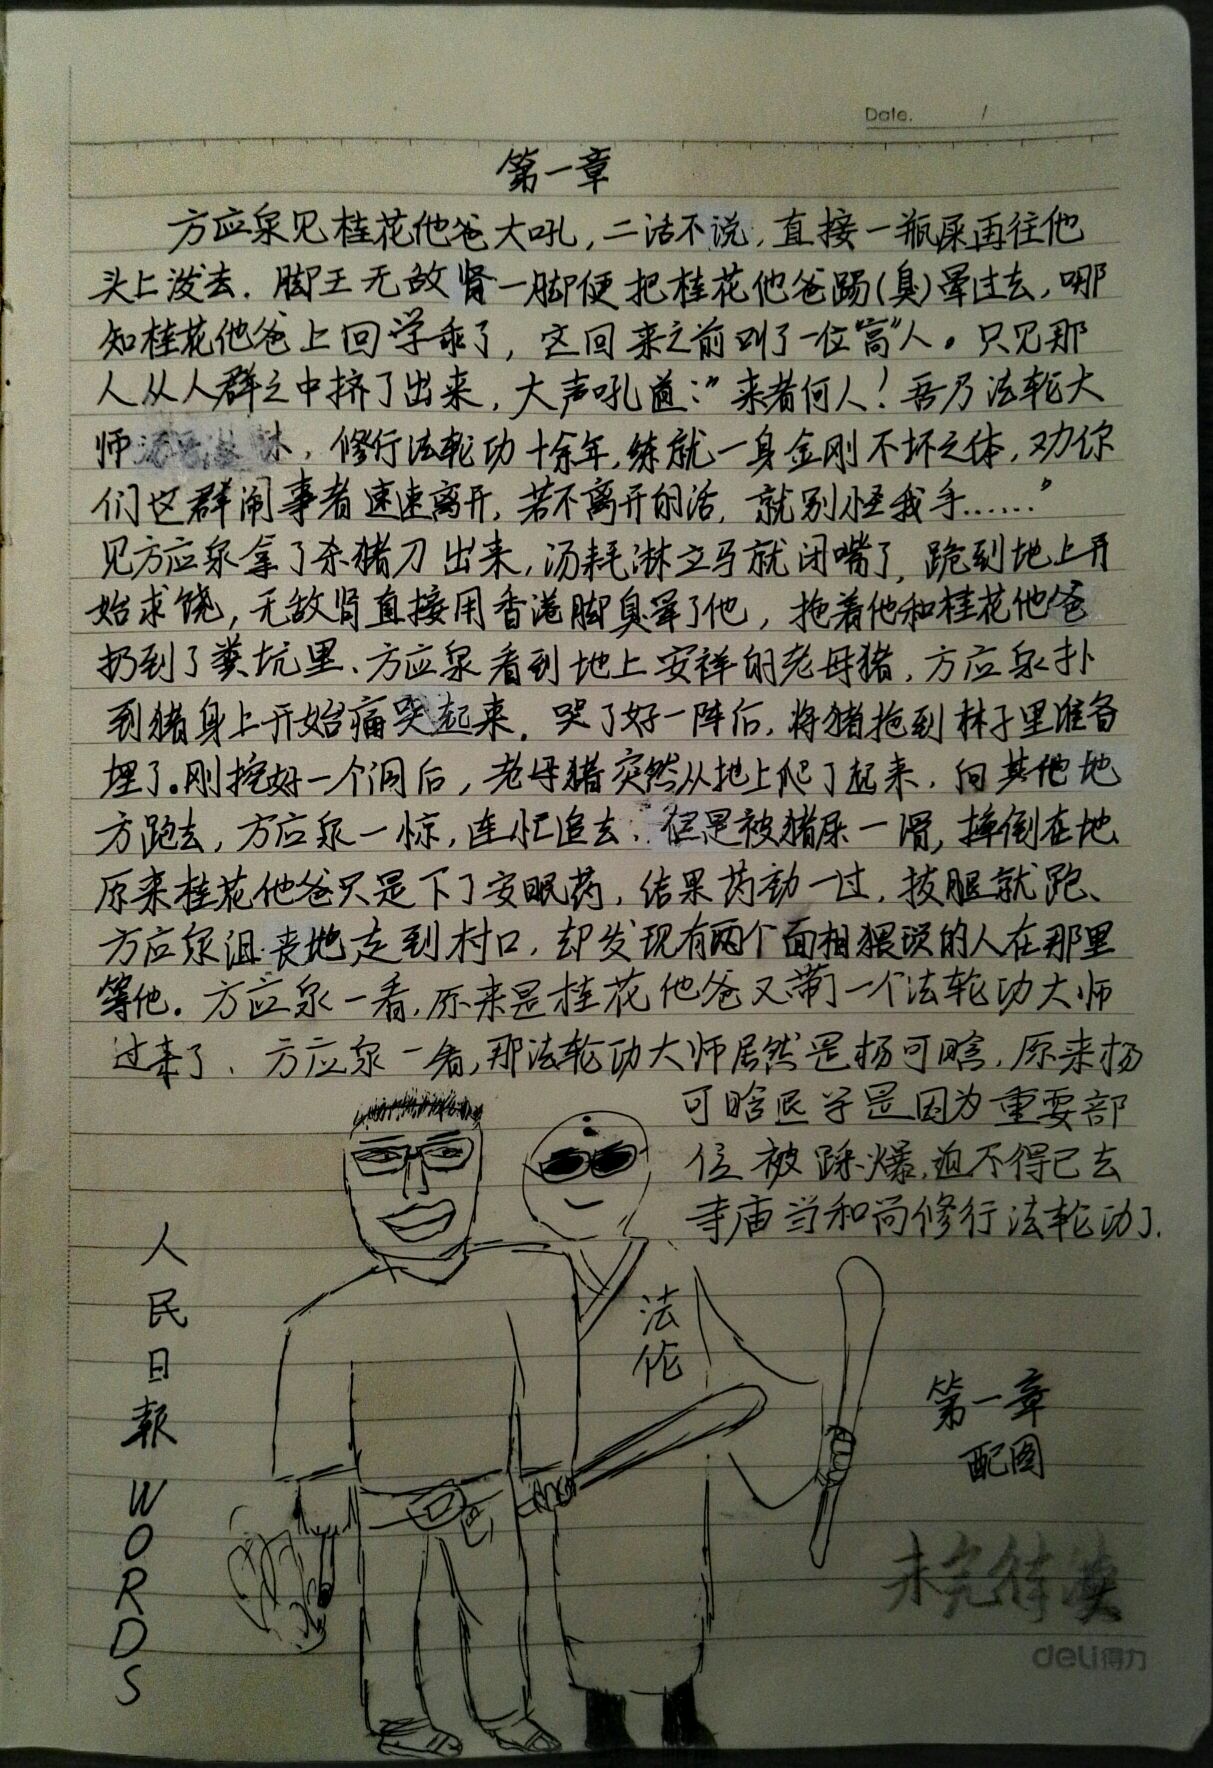 Date. /
第一章
方应泉见桂花他爸大吼,二话不说,直接一瓶尿再往他
头上泼去.脚王无敌肾一脚便把桂花他爸踢(臭)晕过去,哪
知桂花他爸上回学乖了,这回来之前叫了一位"高"人。只见那
人从人群之中挤了出来,大声吼道:"来者何人!吾乃法轮大
师,修行法轮功十余年,练就一身金刚不坏之体,劝你
们这群闹事者速速离开,若不离开的话,就别怪我手……"
见方应泉拿了杀猪刀出来,汤耗淋立马就闭嘴了,跪到地上开
始求饶,无敌肾直接用香港脚臭晕了他,拖着他和桂花他爸
扔到了粪坑里、方应泉看到地上安祥的老母猪,方应泉扑
到猪身上开始痛哭起来.哭了好一阵后,将猪拖到林子里准备
埋了.刚挖好一个洞后,老母猪突然从地上爬了起来,向其他地
方跑去,方应泉一惊,连忙追去.但是被猪尿一滑,摔倒在地.
原来桂花他爸只是下了安眠药,结果药劲一过,拔腿就跑、
方应泉沮丧地走到村口,却发现有两个面相猥琐的人在那里
等他.方应泉一看,原来是桂花他爸又带了一个法轮功大师
过来了、方应泉一看,那法轮功大师居然是杨可晗,原来杨
可晗退学是因为重要部
位被踩爆,迫不得已去
寺庙当和尚修行法轮功了.
人民日報 WORDS
法伦
第一章
配图
未完待续
deli得力